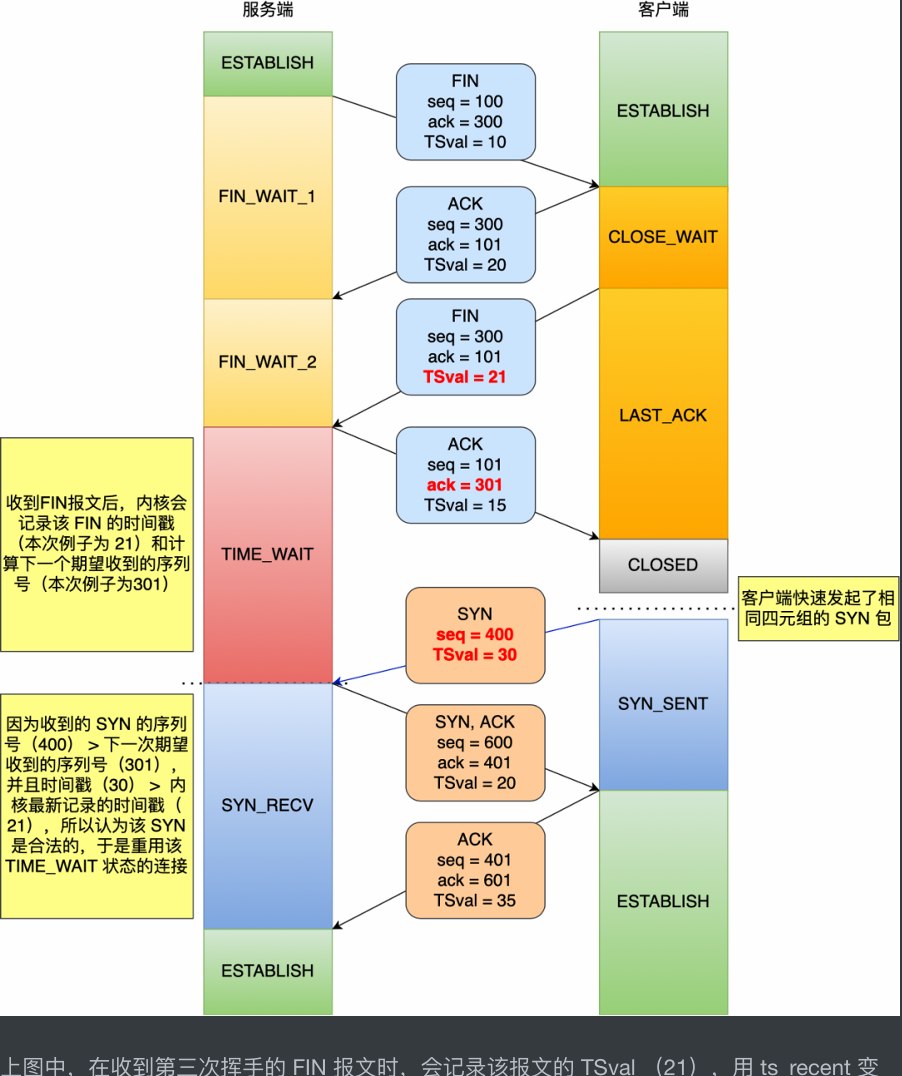 服务端
客户端
ESTABLISH
FIN
seq = 100
ack = 300
TSval = 10
ESTABLISH
FIN_WAIT_1
ACK
seq = 300
ack = 101
TSval = 20
CLOSE_WAIT
FIN
seq = 300
ack = 101
TSval = 21
FIN_WAIT_2
LAST_ACK
ACK
seq = 101
ack = 301
TSval = 15
收到FIN报文后，内核会
记录该 FIN 的时间戳
（本次例子为 21）和计
算下一个期望收到的序列
号（本次例子为301）
TIME_WAIT
CLOSED
客户端快速发起了相
同四元组的 SYN 包
SYN
seq = 400
TSval = 30
SYN_SENT
SYN, ACK
seq = 600
ack = 401
TSval = 20
因为收到的 SYN 的序列
号（400） > 下一次期望
收到的序列号（301），
并且时间戳（30）> 内
核最新记录的时间戳（
21），所以认为该 SYN
是合法的，于是重用该
TIME_WAIT 状态的连接
SYN_RECV
ACK
seq = 401
ack = 601
TSval = 35
ESTABLISH
ESTABLISH
上图中，在收到第三次挥手的 FIN 报文时，会记录该报文的 TSval （21），用 ts_recent 变